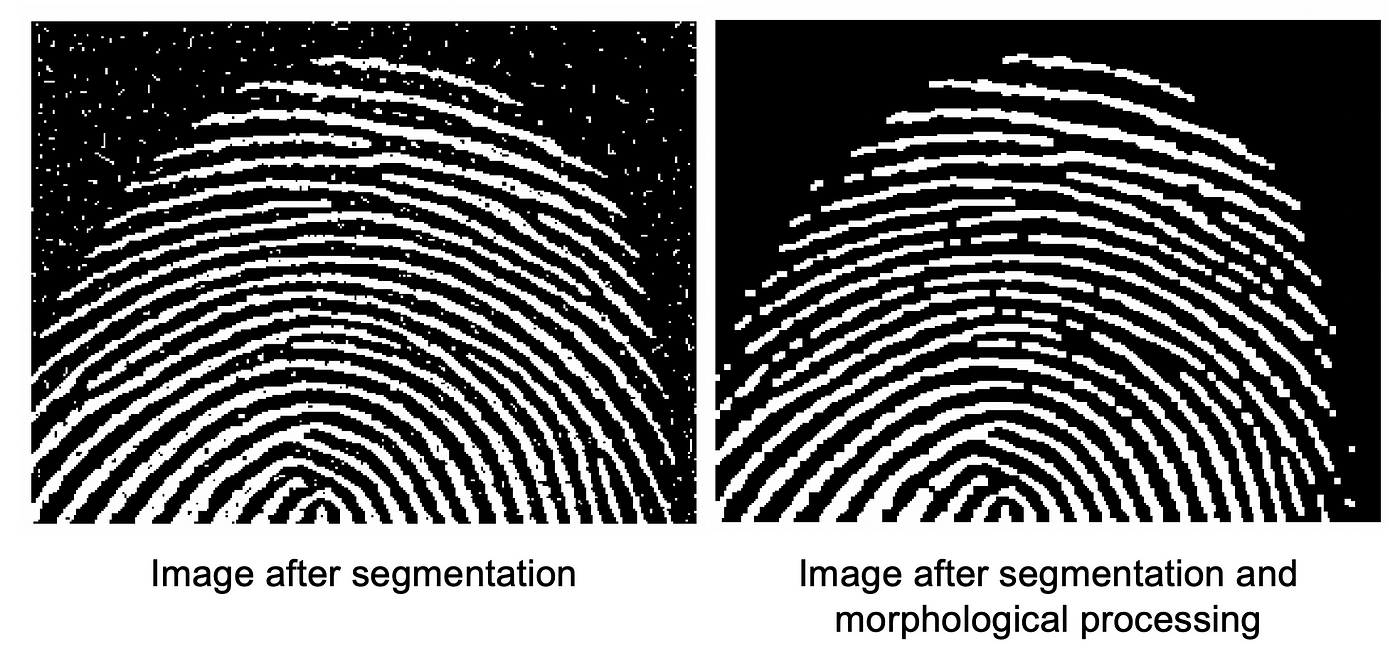 Image after segmentation
Image after segmentation and
morphological processing